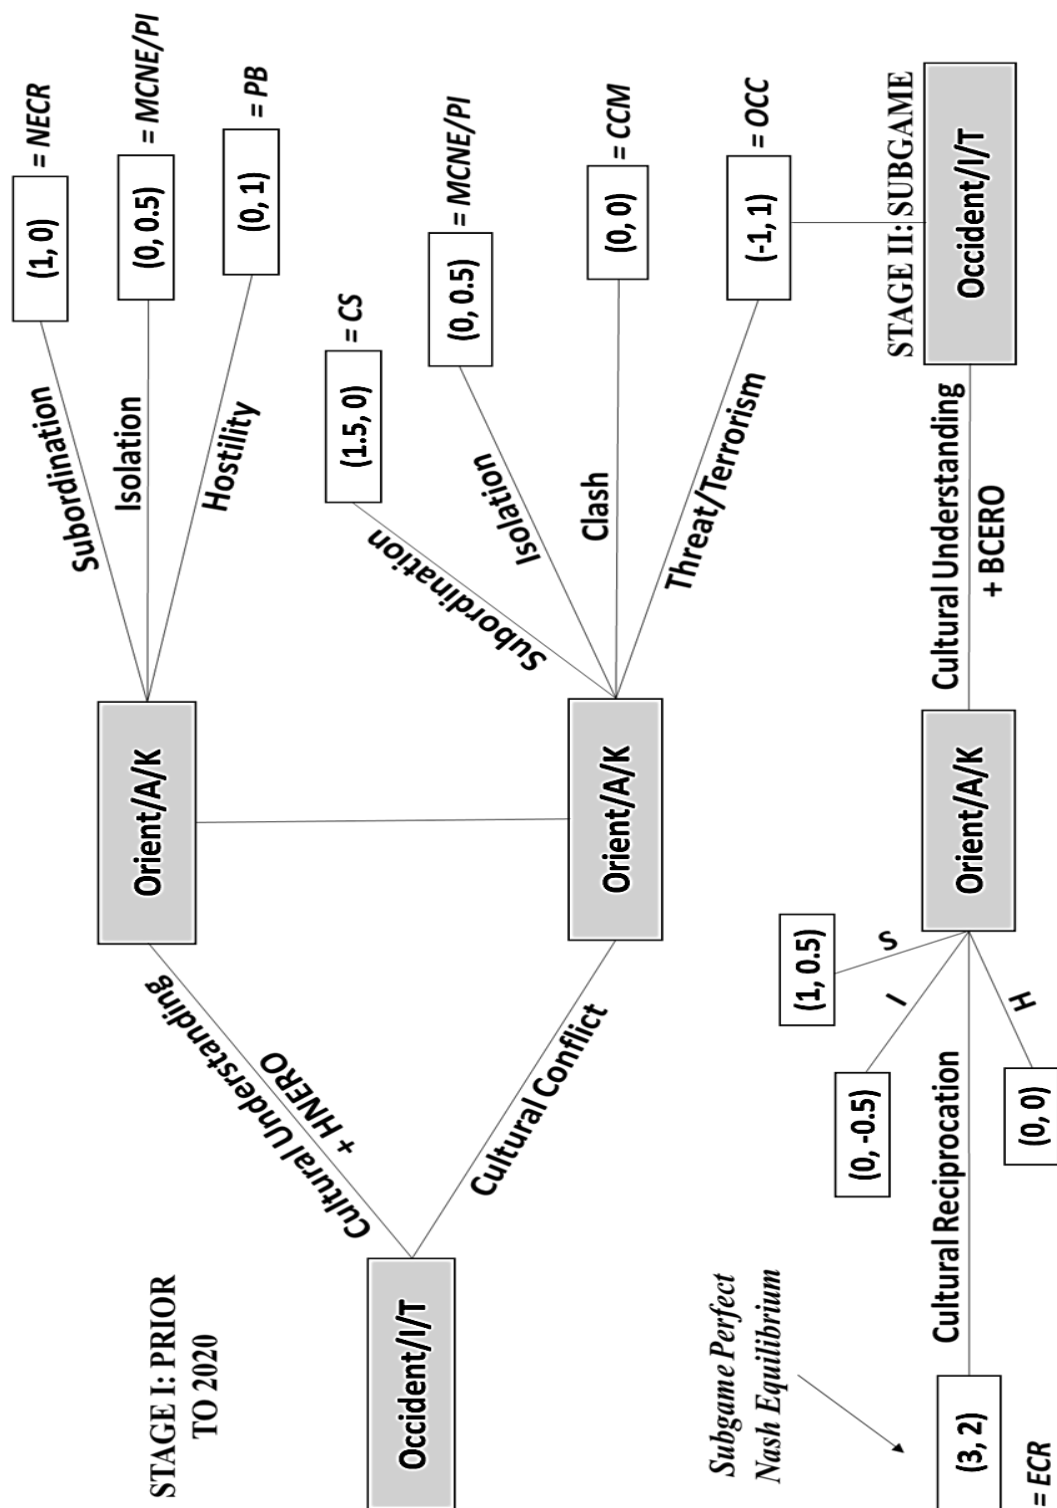 STAGE I: PRIOR
TO 2020
Occident/I/T
Cultural Understanding
+ HNERO
Cultural Conflict
Orient/A/K
Subordination
(1, 0)
= NECR
Isolation
(0, 0.5)
= MCNE/PI
Hostility
(0, 1)
= PB
Orient/A/K
Subordination
(1.5, 0)
= CS
Isolation
(0, 0.5)
= MCNE/PI
Clash
(0, 0)
= CCM
Threat/Terrorism
(-1, 1)
= OCC
STAGE II: SUBGAME
Occident/I/T
Cultural Understanding
+ BCERO
Orient/A/K
S
(1, 0.5)
I
(0, -0.5)
Cultural Reciprocation
H
(0, 0)
Subgame Perfect
Nash Equilibrium
(3, 2)
= ECR